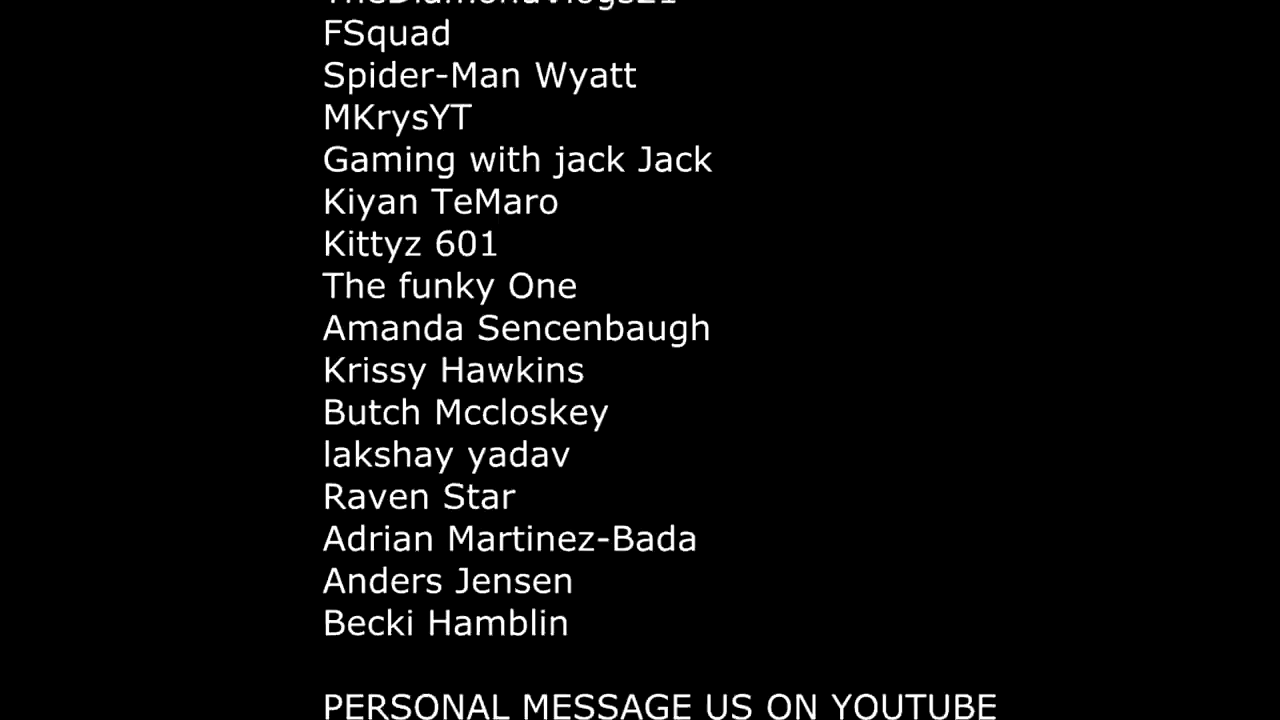 TheDiamondVlogs21
FSquad
Spider-Man Wyatt
MKrysYT
Gaming with jack Jack
Kiyan TeMaro
Kittyz 601
The funky One
Amanda Sencenbaugh
Krissy Hawkins
Butch Mccloskey
lakshay yadav
Raven Star
Adrian Martinez-Bada
Anders Jensen
Becki Hamblin
PERSONAL MESSAGE US ON YOUTUBE